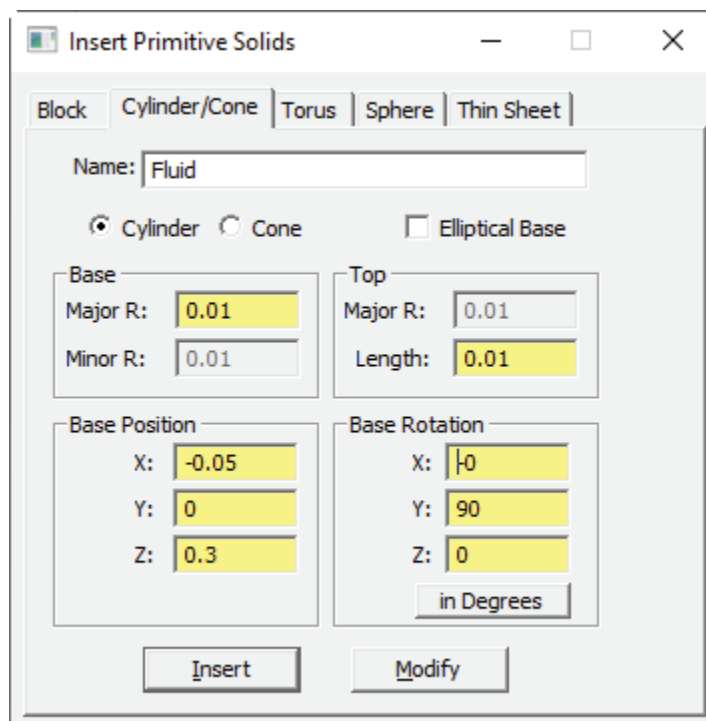 Insert Primitive Solids
Block Cylinder/Cone Torus Sphere Thin Sheet
Name: Fluid
Cylinder Cone Elliptical Base
Base Top
Major R: 0.01 Major R: 0.01
Minor R: 0.01 Length: 0.01
Base Position Base Rotation
X: -0.05 X: -0
Y: 0 Y: 90
Z: 0.3 Z: 0
in Degrees
Insert Modify